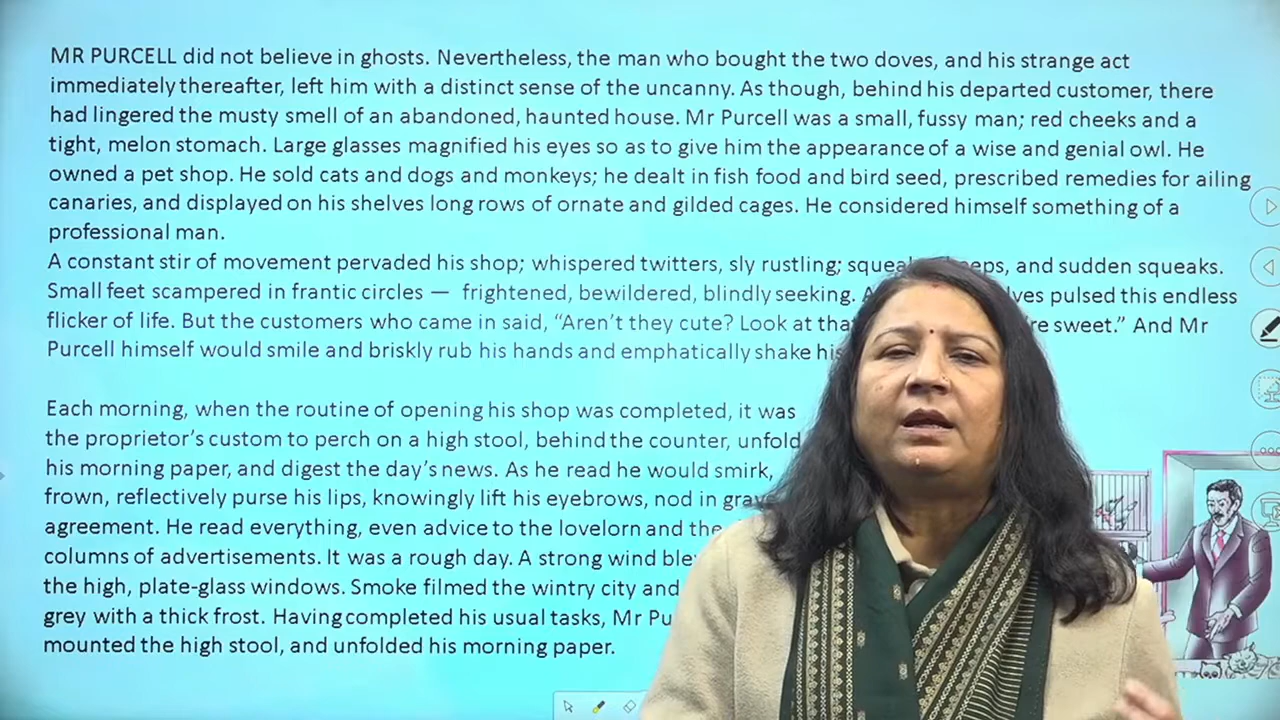 MR PURCELL did not believe in ghosts. Nevertheless, the man who bought the two doves, and his strange act
immediately thereafter, left him with a distinct sense of the uncanny. As though, behind his departed customer, there
had lingered the musty smell of an abandoned, haunted house. Mr Purcell was a small, fussy man; red cheeks and a
tight, melon stomach. Large glasses magnified his eyes so as to give him the appearance of a wise and genial owl. He
owned a pet shop. He sold cats and dogs and monkeys; he dealt in fish food and bird seed, prescribed remedies for ailing
canaries, and displayed on his shelves long rows of ornate and gilded cages. He considered himself something of a
professional man.
A constant stir of movement pervaded his shop; whispered twitters, sly rustling; and sudden squeaks.
Small feet scampered in frantic circles — frightened, bewildered, blindly seeking. pulsed this endless
flicker of life. But the customers who came in said, “Aren’t they cute? Look at sweet.” And Mr
Purcell himself would smile and briskly rub his hands and emphatically shake
Each morning, when the routine of opening his shop was completed, it was
the proprietor’s custom to perch on a high stool, behind the counter, unfold
his morning paper, and digest the day’s news. As he read he would smirk,
frown, reflectively purse his lips, knowingly lift his eyebrows, nod in
agreement. He read everything, even advice to the lovelorn and the
columns of advertisements. It was a rough day. A strong wind
the high, plate-glass windows. Smoke filmed the wintry city and
grey with a thick frost. Having completed his usual tasks, Mr
mounted the high stool, and unfolded his morning paper.